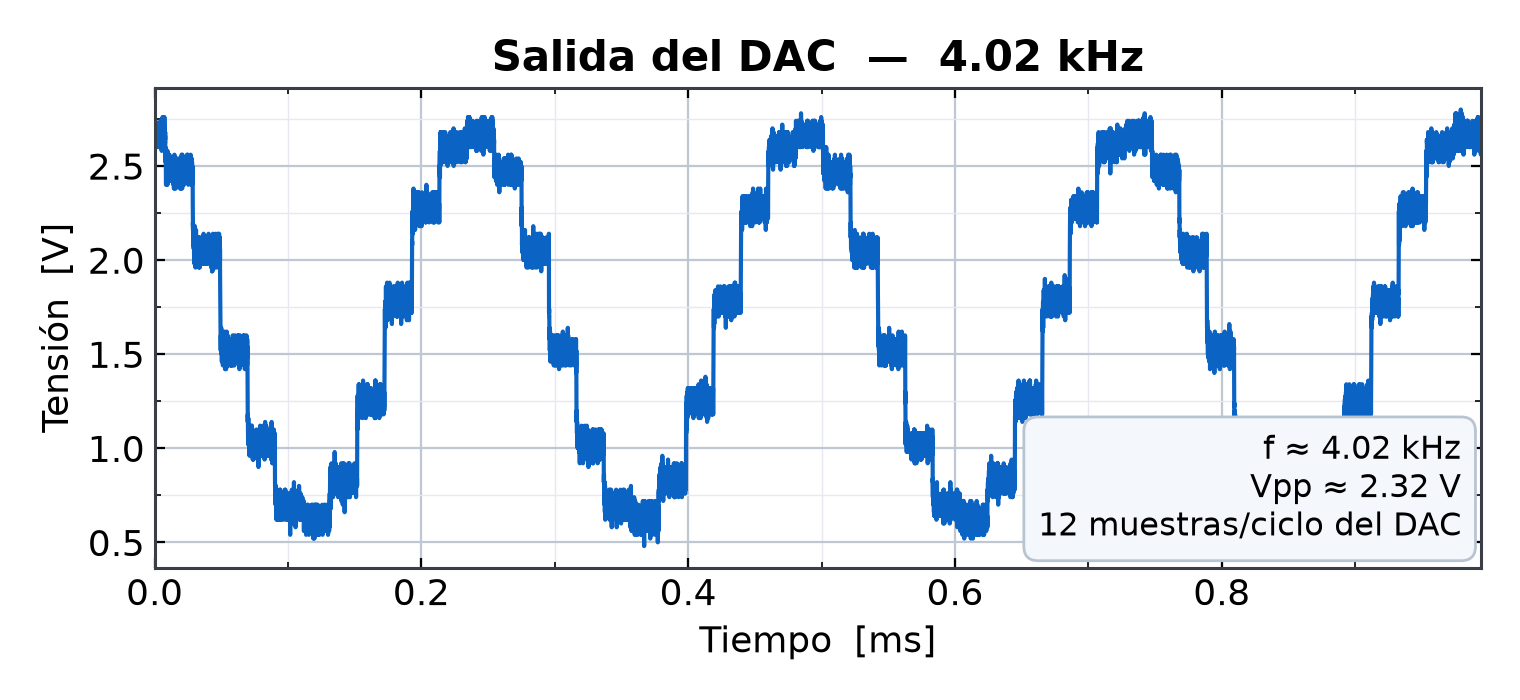 Salida del DAC — 4.02 kHz
Tensión [V]
2.5
2.0
1.5
1.0
0.5
f ≈ 4.02 kHz
Vpp ≈ 2.32 V
12 muestras/ciclo del DAC
0.0 0.2 0.4 0.6 0.8
Tiempo [ms]